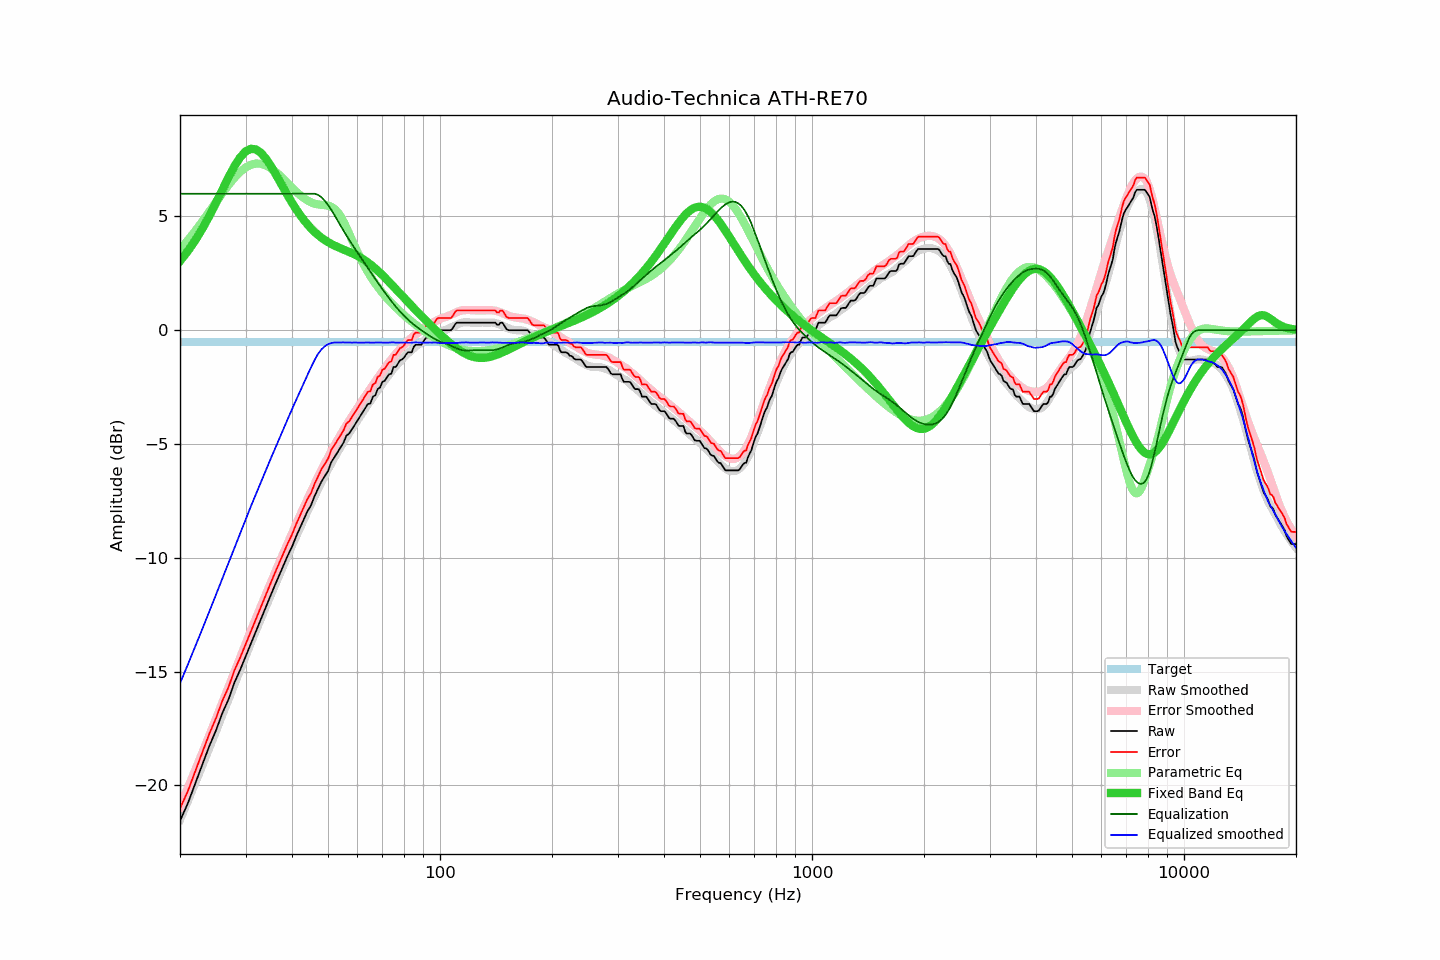 Audio-Technica ATH-RE70
Amplitude (dBr)
5
0
−5
−10
−15
−20
100
1000
10000
Frequency (Hz)
Target
Raw Smoothed
Error Smoothed
Raw
Error
Parametric Eq
Fixed Band Eq
Equalization
Equalized smoothed